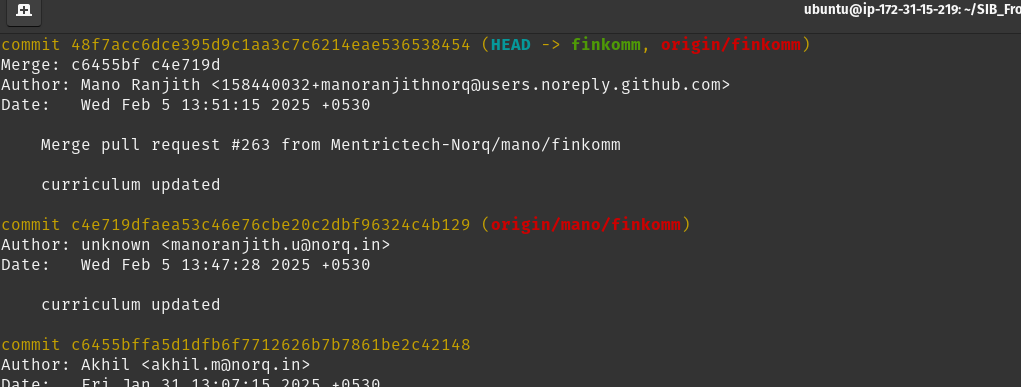 ubuntu@ip-172-31-15-219: ~/SIB_Fro
commit 48f7acc6dce395d9c1aa3c7c6214eae536538454 (HEAD -> finkomm, origin/finkomm)
Merge: c6455bf c4e719d
Author: Mano Ranjith <158440032+manoranjithnorq@users.noreply.github.com>
Date:   Wed Feb 5 13:51:15 2025 +0530
Merge pull request #263 from Mentrictech-Norq/mano/finkomm
curriculum updated
commit c4e719dfaea53c46e76cbe20c2dbf96324c4b129 (origin/mano/finkomm)
Author: unknown <manoranjith.u@norq.in>
Date:   Wed Feb 5 13:47:28 2025 +0530
curriculum updated
commit c6455bffa5d1dfb6f7712626b7b7861be2c42148
Author: Akhil <akhil.m@norq.in>
Date:   Fri Jan 31 13:07:15 2025 +0530